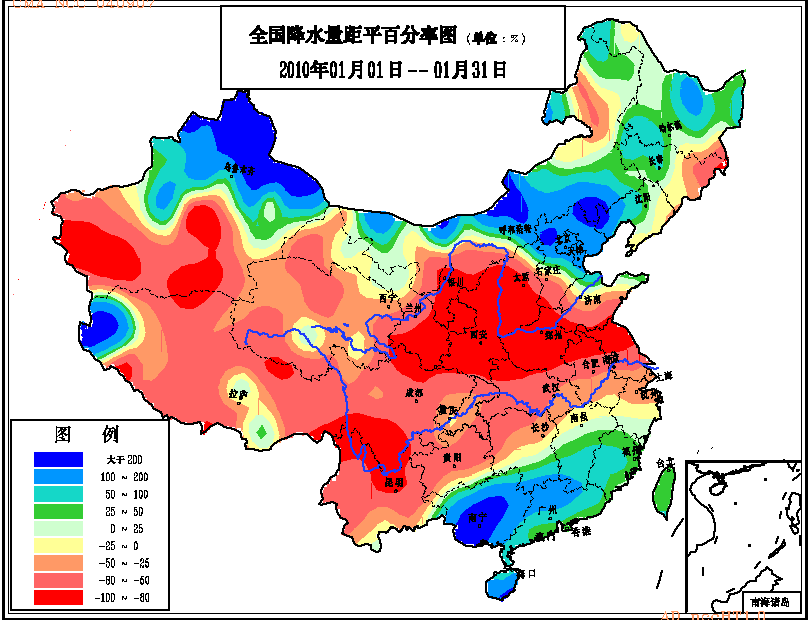 全国降水量距平百分率图 (单位：%)
2010年01月01日 -- 01月31日
哈尔滨
长春
乌鲁木齐
沈阳
呼和浩特
北京
天津
银川
太原
石家庄
西宁
兰州
济南
西安
郑州
合肥
南京
上海
拉萨
成都
武汉
杭州
重庆
南昌
长沙
贵阳
福州
台北
昆明
南宁
广州
澳门
香港
海口
图 例
大于 200
100 ~ 200
50 ~ 100
25 ~ 50
0 ~ 25
-25 ~ 0
-50 ~ -25
-80 ~ -50
-100 ~ -80
南海诸岛